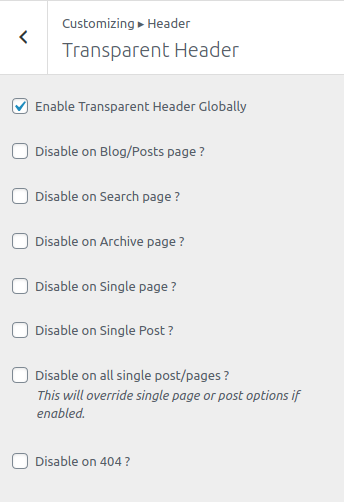 Customizing ▸ Header
Transparent Header
Enable Transparent Header Globally
Disable on Blog/Posts page ?
Disable on Search page ?
Disable on Archive page ?
Disable on Single page ?
Disable on Single Post ?
Disable on all single post/pages ?
This will override single page or post options if
enabled.
Disable on 404 ?